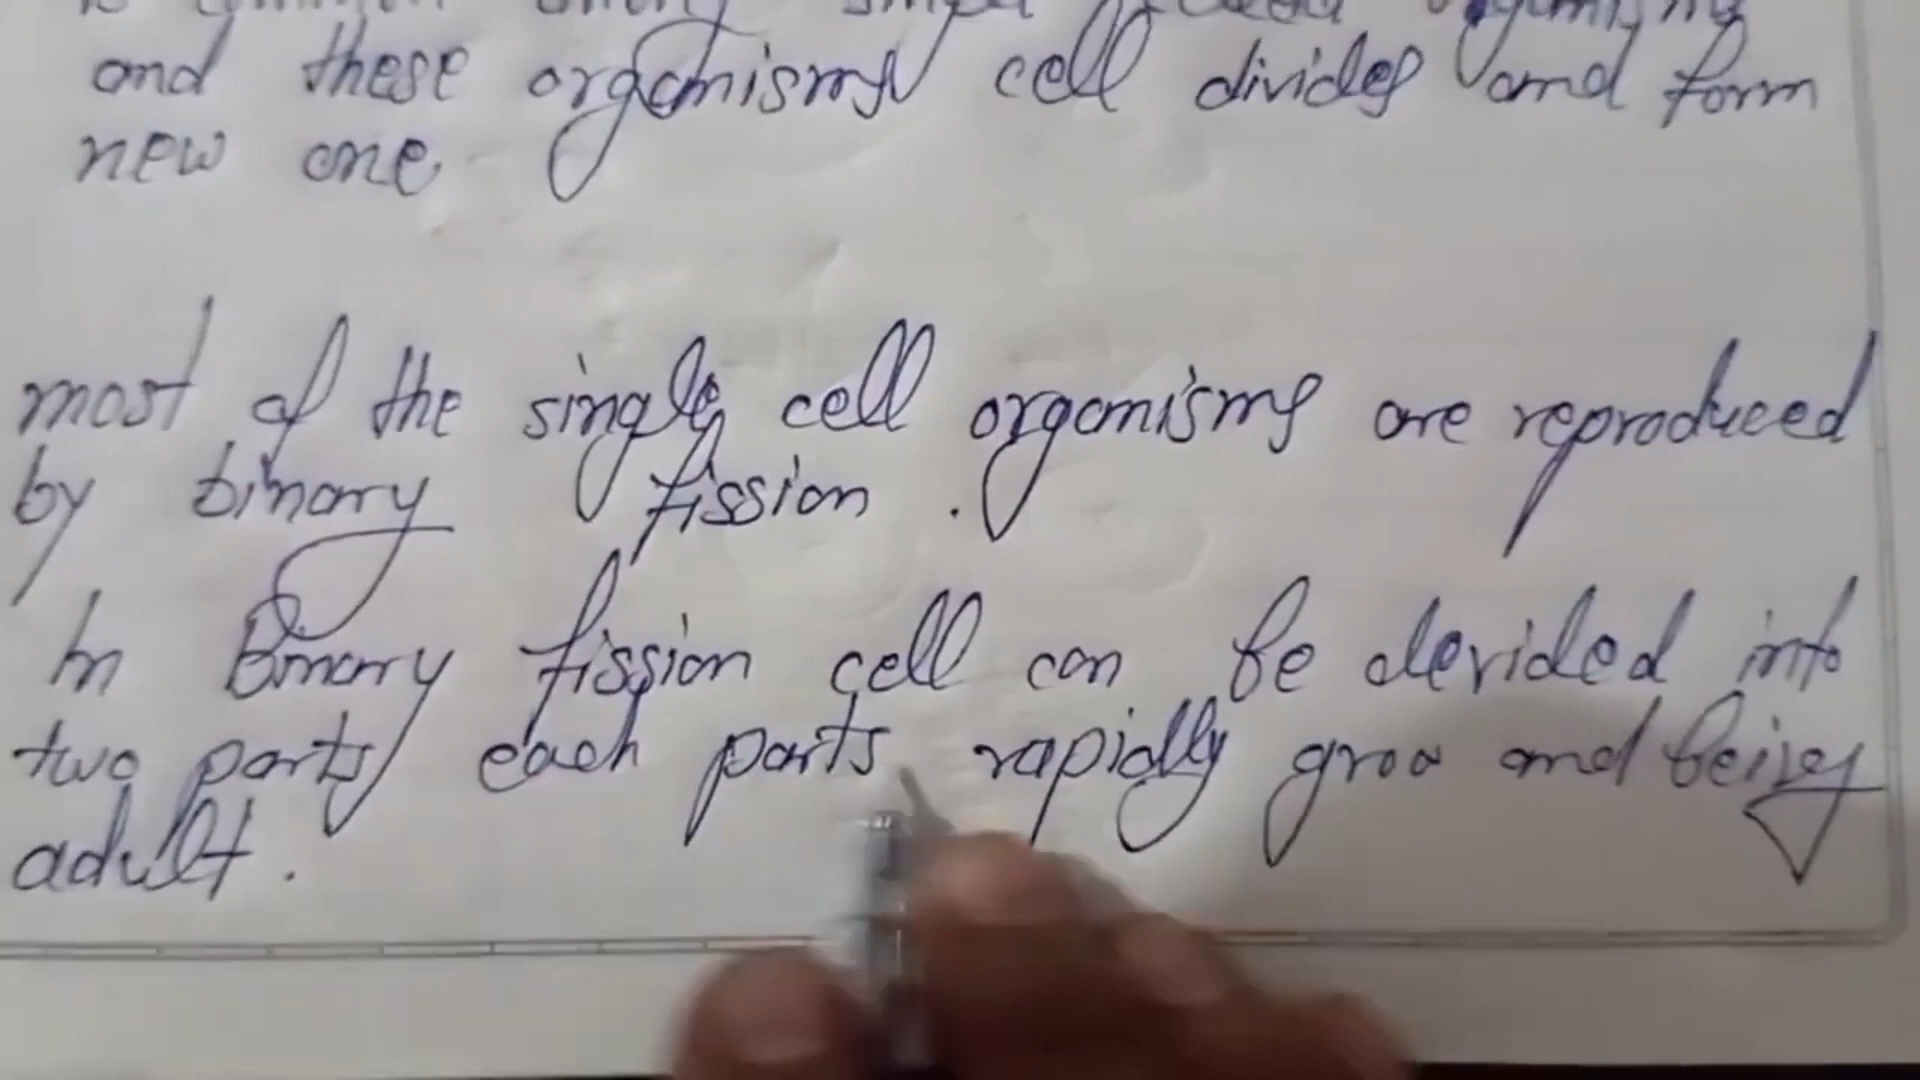 and these organisms cell divides and form
new one.
most of the single cell organisms are reproduced
by binary fission .
In Binary fission cell can be devided into
two parts each parts rapidly grow and being
adult .